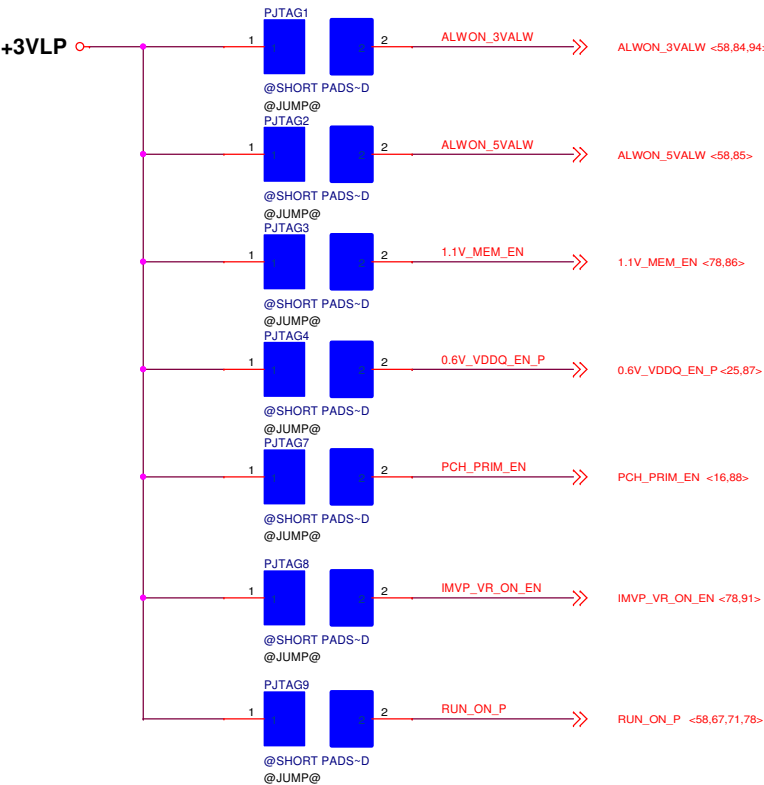 PJTAG1
+3VLP
1
1
2
2
ALWON_3VALW
ALWON_3VALW <58,84,94:
@SHORT PADS~D
@JUMP@
PJTAG2
1
1
2
2
ALWON_5VALW
ALWON_5VALW <58,85>
@SHORT PADS~D
@JUMP@
PJTAG3
1
1
2
2
1.1V_MEM_EN
1.1V_MEM_EN <78,86>
@SHORT PADS~D
@JUMP@
PJTAG4
1
1
2
2
0.6V_VDDQ_EN_P
0.6V_VDDQ_EN_P <25,87>
@SHORT PADS~D
@JUMP@
PJTAG7
1
1
2
2
PCH_PRIM_EN
PCH_PRIM_EN <16,88>
@SHORT PADS~D
@JUMP@
PJTAG8
1
1
2
2
IMVP_VR_ON_EN
IMVP_VR_ON_EN <78,91>
@SHORT PADS~D
@JUMP@
PJTAG9
1
1
2
2
RUN_ON_P
RUN_ON_P <58,67,71,78>
@SHORT PADS~D
@JUMP@